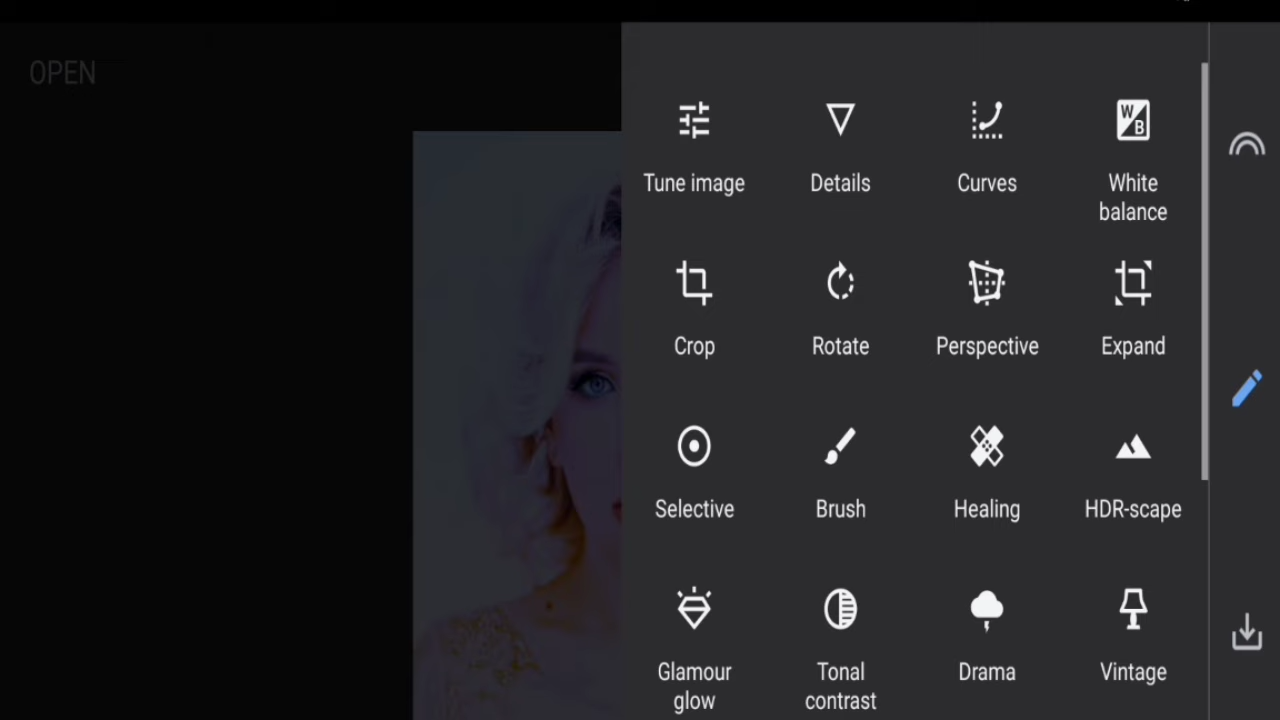 OPEN
Tune image
Details
Curves
W
B
White
balance
Crop
Rotate
Perspective
Expand
Selective
Brush
Healing
HDR-scape
Glamour
glow
Tonal
contrast
Drama
Vintage